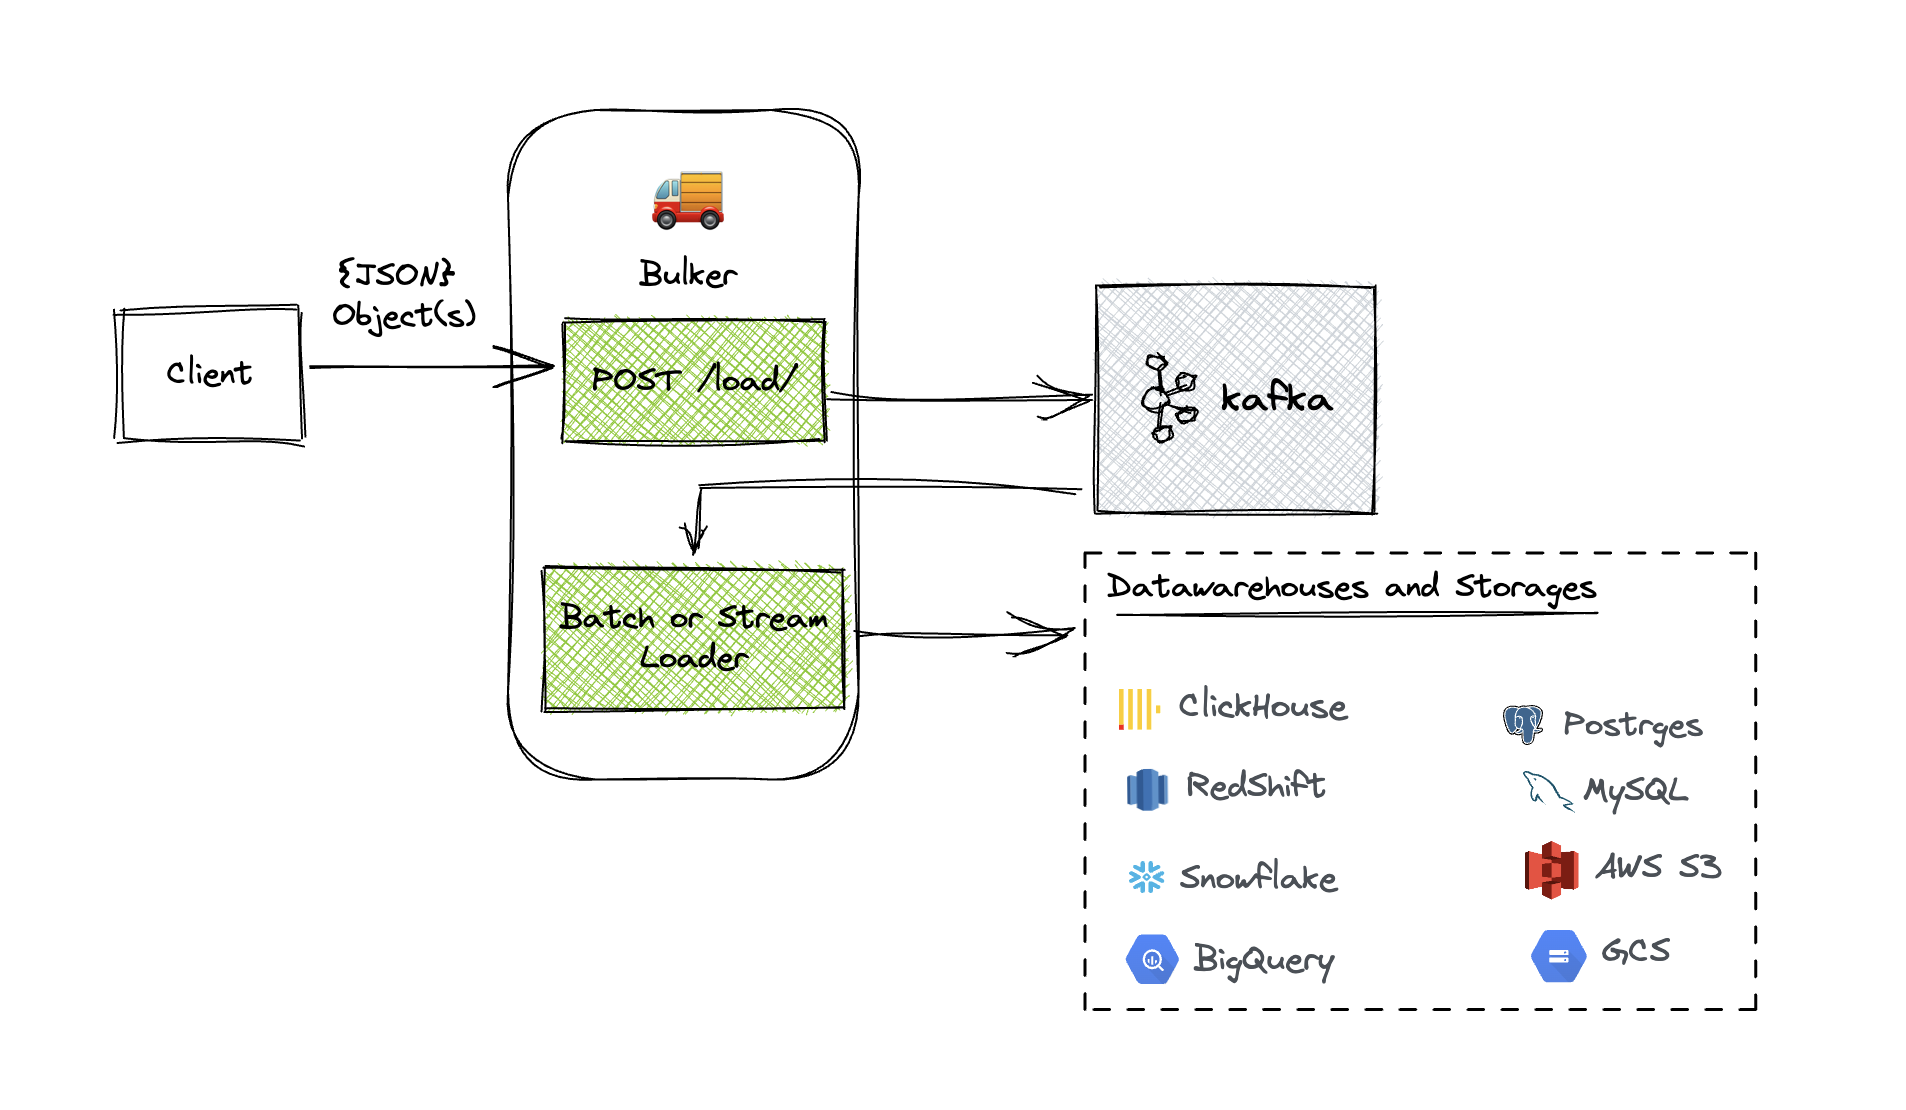 Bulker
{JSON}
Object(s)
Client
POST /load/
kafka
Batch or Stream
Loader
Datawarehouses and Storages
ClickHouse
RedShift
Snowflake
BigQuery
Postrges
MySQL
AWS S3
GCS